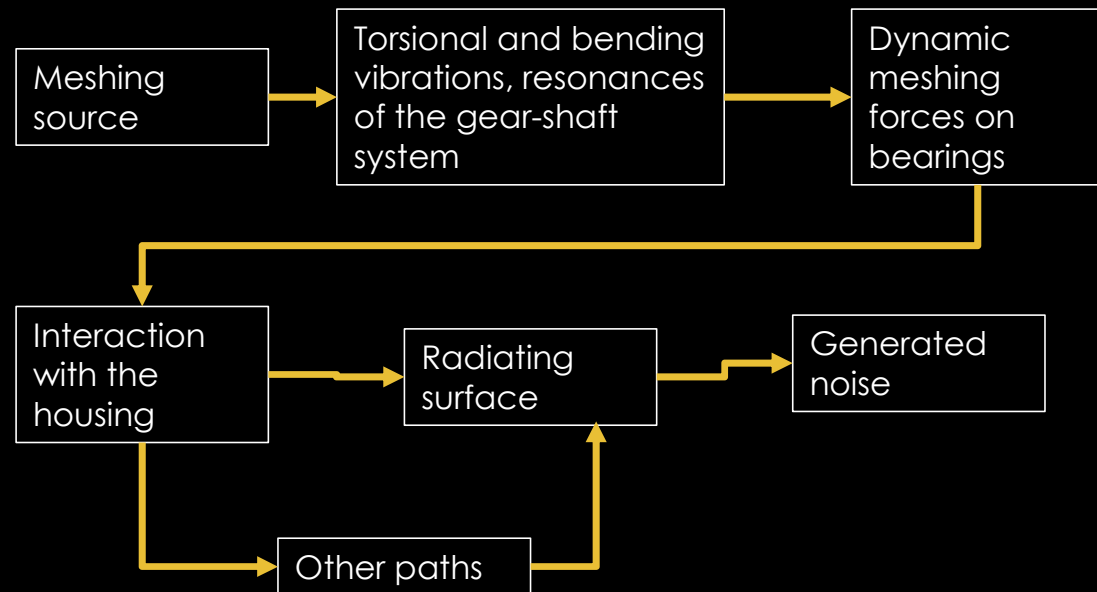 Meshing
source
Torsional and bending
vibrations, resonances
of the gear-shaft
system
Dynamic
meshing
forces on
bearings
Interaction
with the
housing
Radiating
surface
Generated
noise
Other paths